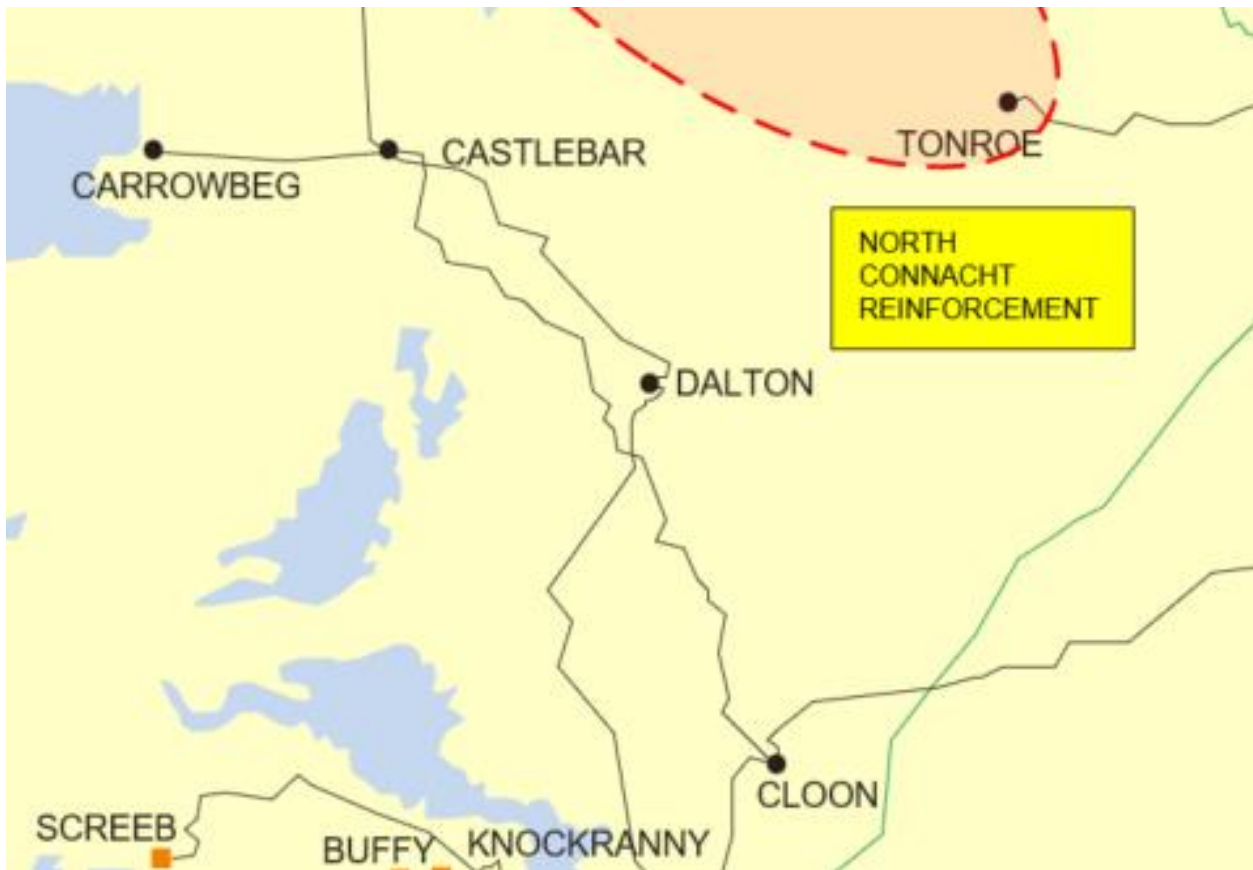 TONROE
CASTLEBAR
CARROWBEG
NORTH
CONNACHT
REINFORCEMENT
DALTON
CLOON
SCREEB
BUFFY
KNOCKRANNY